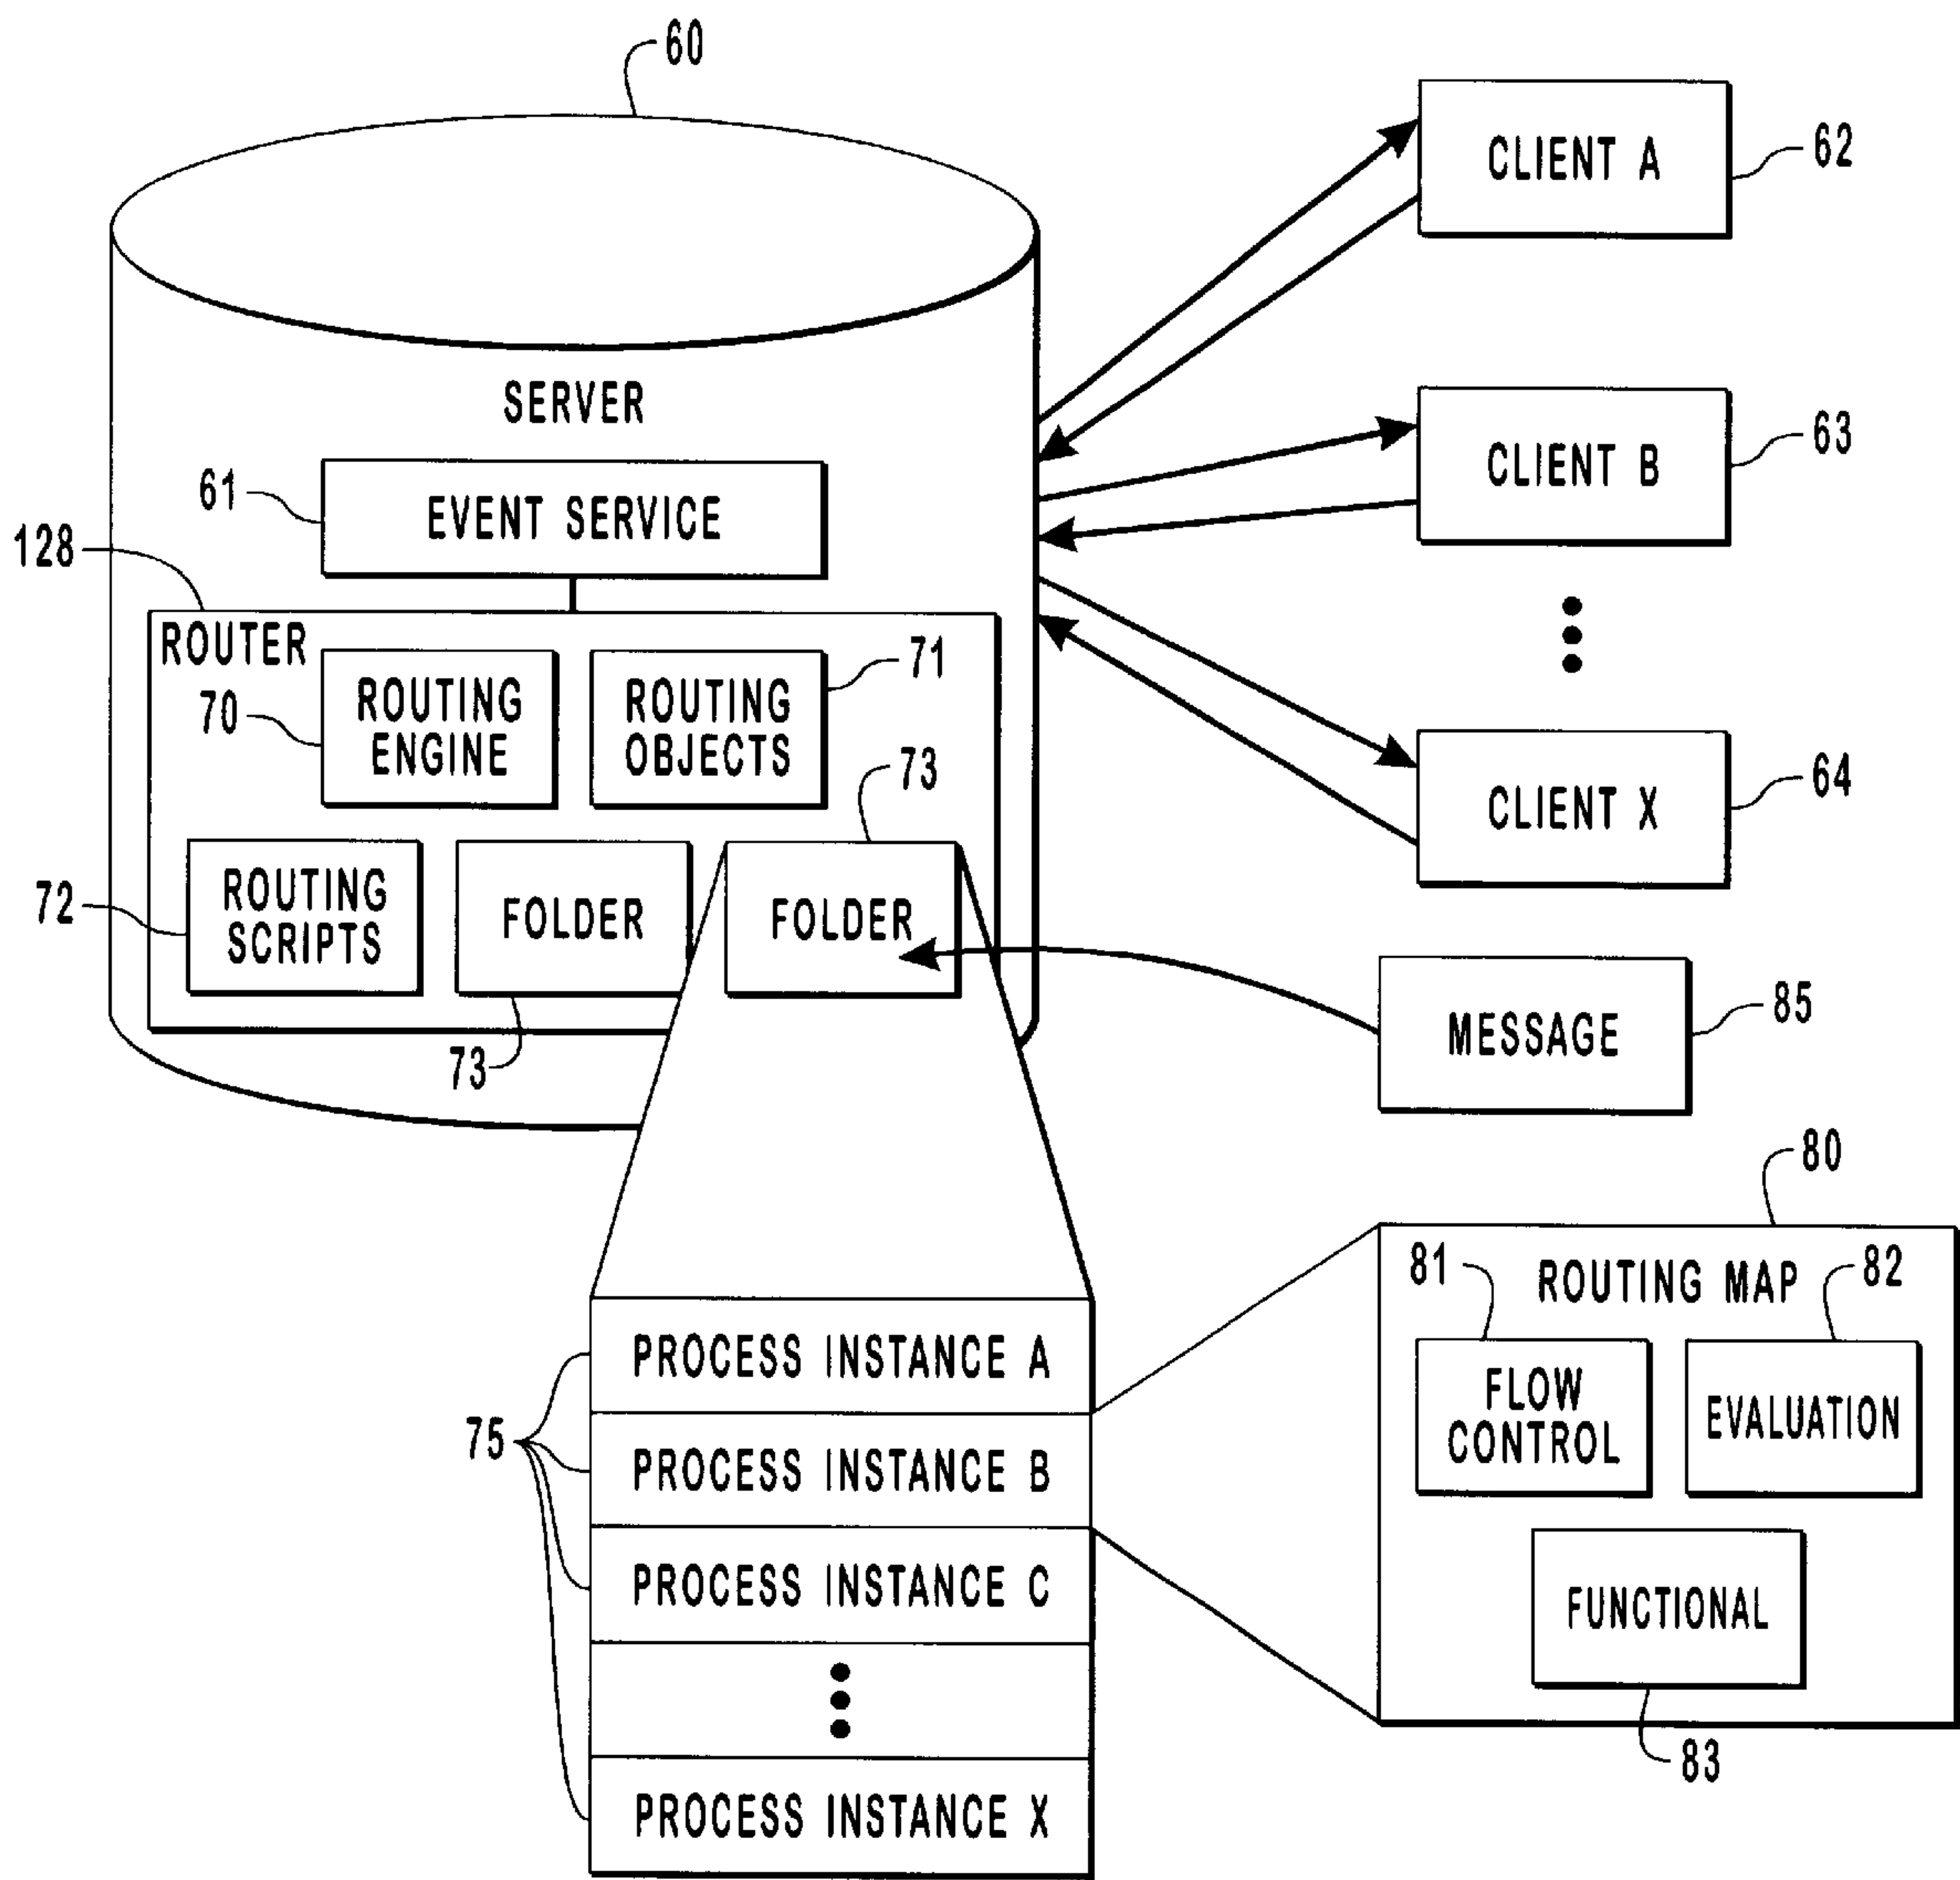 60
CLIENT A
62
SERVER
CLIENT B
63
61
EVENT SERVICE
128
ROUTER
71
70
ROUTING
ENGINE
ROUTING
OBJECTS
73
CLIENT X
64
72
ROUTING
SCRIPTS
FOLDER
FOLDER
73
MESSAGE
85
80
81
ROUTING MAP
82
PROCESS INSTANCE A
FLOW
CONTROL
EVALUATION
75
PROCESS INSTANCE B
PROCESS INSTANCE C
FUNCTIONAL
83
PROCESS INSTANCE X